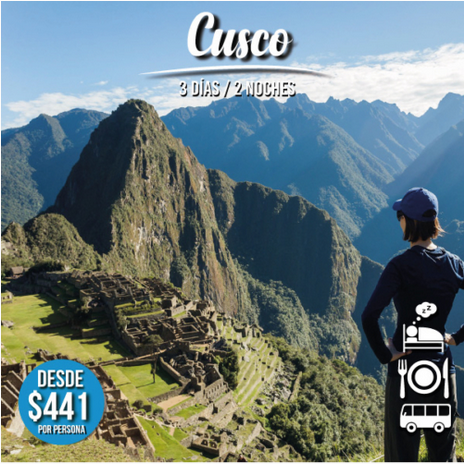 Cusco
3 DÍAS / 2 NOCHES
z z z
DESDE
$441
POR PERSONA